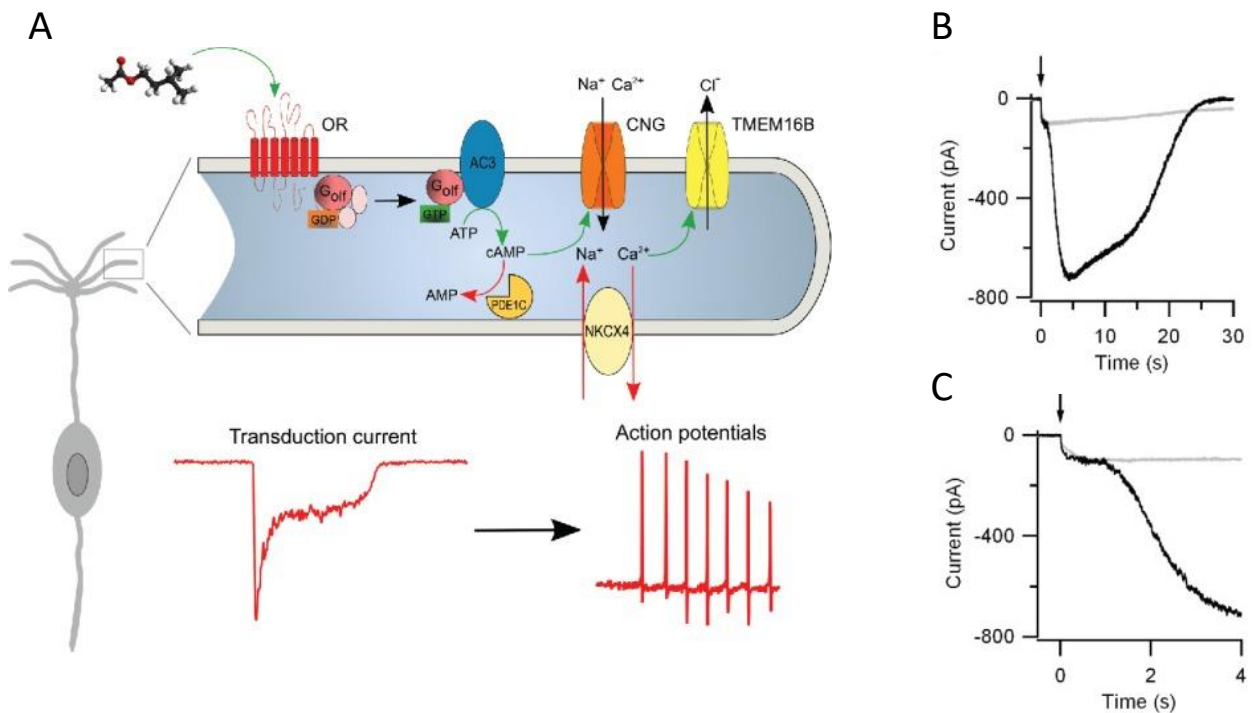 A
OR
Golf
GDP
Golf
GTP
AC3
ATP
cAMP
AMP
PDE1C
Na⁺ Ca²⁺
CNG
Cl⁻
TMEM16B
Na⁺ Ca²⁺
NKCX4
Transduction current
Action potentials
B
0
-400
-800
Current (pA)
0 10 20 30
Time (s)
C
0
-400
-800
Current (pA)
0 2 4
Time (s)